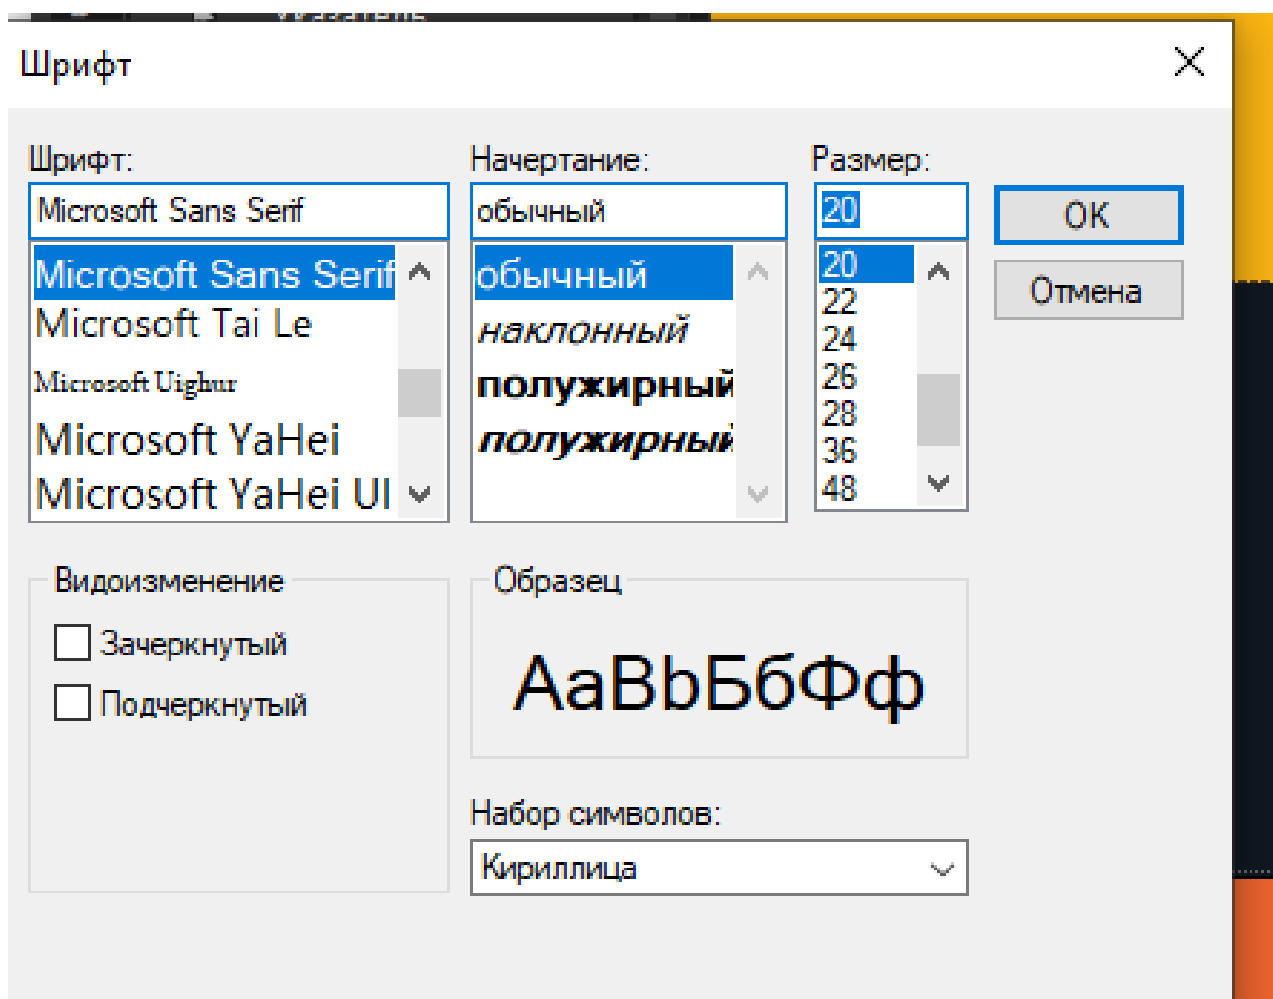 Указатель
Шрифт
Шрифт:
Microsoft Sans Serif
Microsoft Sans Serif
Microsoft Tai Le
Microsoft Uighur
Microsoft YaHei
Microsoft YaHei UI
Начертание:
обычный
обычный
наклонный
полужирный
полужирный
Размер:
20
20
22
24
26
28
36
48
OK
Отмена
Видоизменение
Зачеркнутый
Подчеркнутый
Образец
АаВbБбФф
Набор символов:
Кириллица